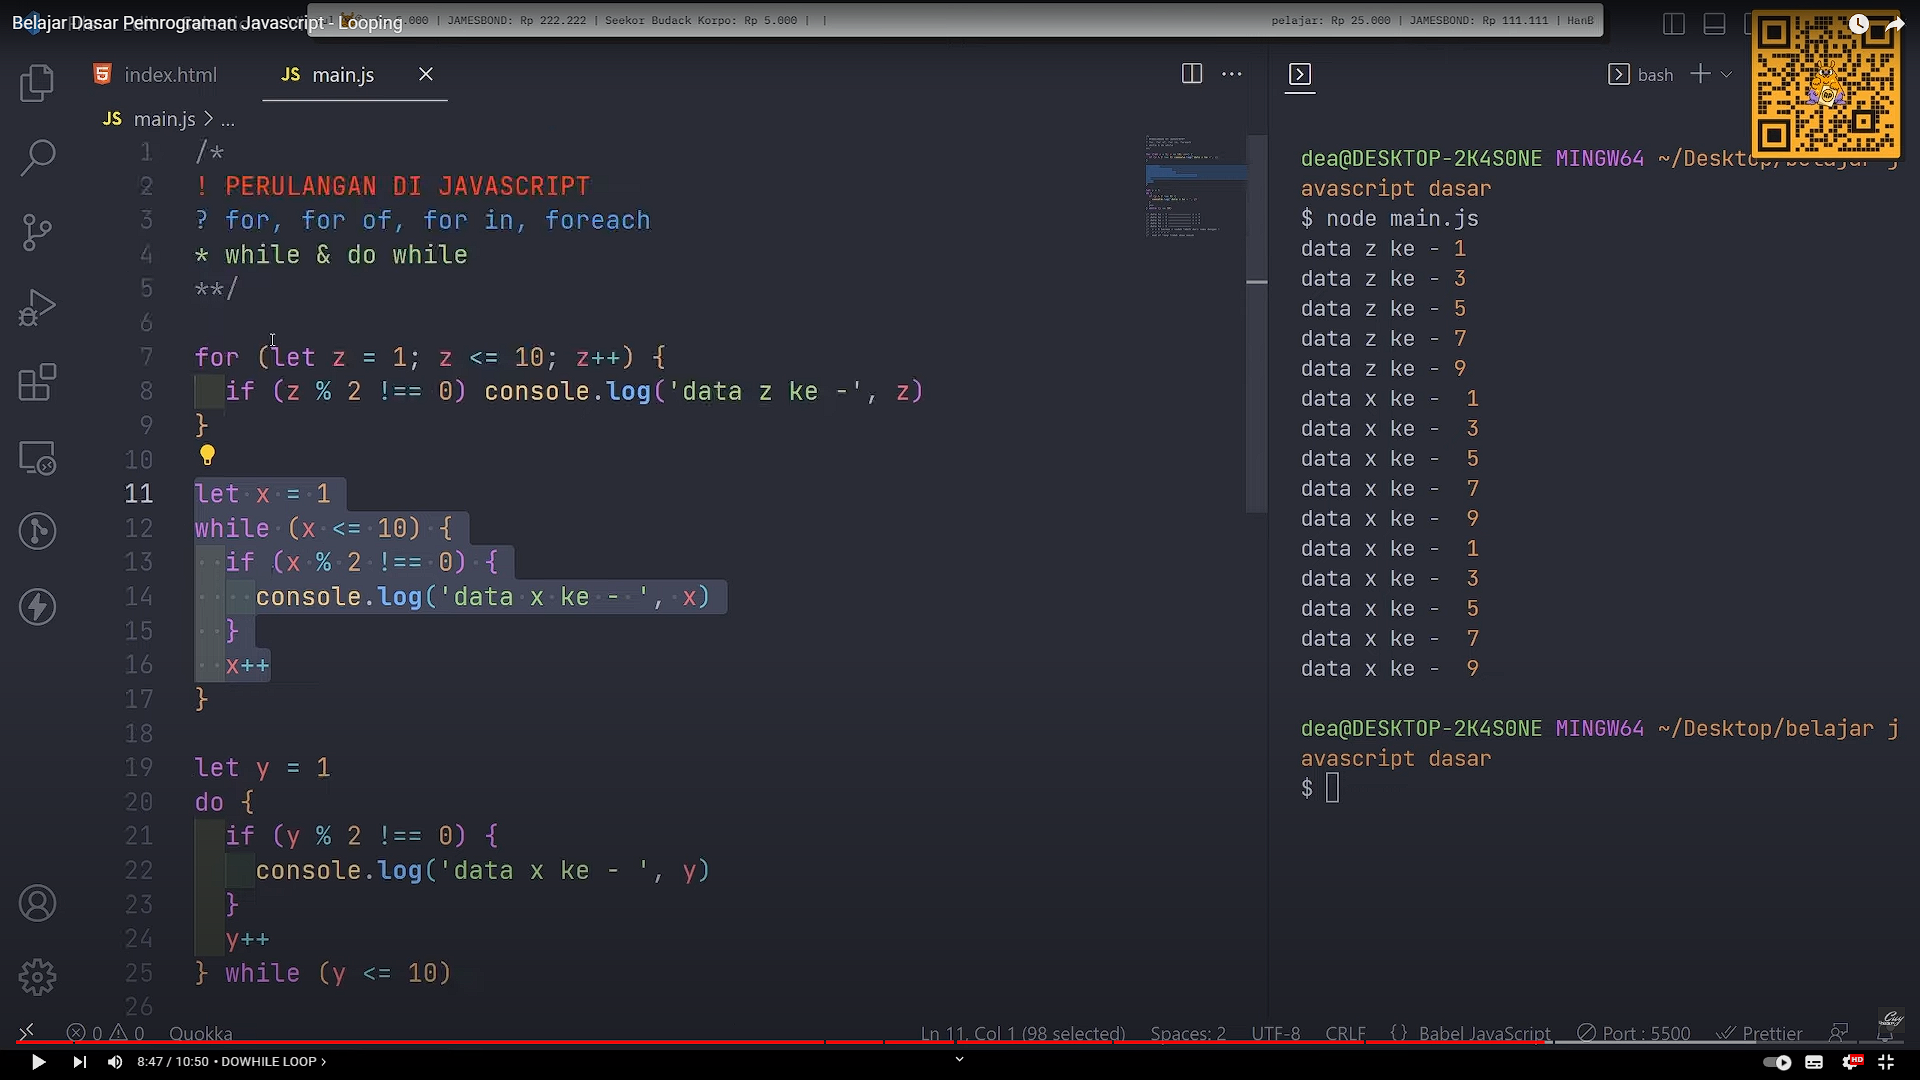 Belajar Dasar Pemrograman Javascript - Looping
.000 | JAMESBOND: Rp 222.222 | Seekor Budack Korpo: Rp 5.000 | |
pelajar: Rp 25.000 | JAMESBOND: Rp 111.111 | HanB
index.html
JS main.js
bash
JS main.js > ...
1 /*
2 ! PERULANGAN DI JAVASCRIPT
3 ? for, for of, for in, foreach
4 * while & do while
5 **/
6
7 for (let z = 1; z <= 10; z++) {
8 if (z % 2 !== 0) console.log('data z ke -', z)
9 }
10
11 let x = 1
12 while (x <= 10) {
13 if (x % 2 !== 0) {
14 console.log('data x ke - ', x)
15 }
16 x++
17 }
18
19 let y = 1
20 do {
21 if (y % 2 !== 0) {
22 console.log('data x ke - ', y)
23 }
24 y++
25 } while (y <= 10)
26
dea@DESKTOP-2K4S0NE MINGW64 ~/Desktop/belajar j
avascript dasar
$ node main.js
data z ke - 1
data z ke - 3
data z ke - 5
data z ke - 7
data z ke - 9
data x ke - 1
data x ke - 3
data x ke - 5
data x ke - 7
data x ke - 9
data x ke - 1
data x ke - 3
data x ke - 5
data x ke - 7
data x ke - 9
dea@DESKTOP-2K4S0NE MINGW64 ~/Desktop/belajar j
avascript dasar
$
0 0 Quokka
Ln 11, Col 1 (98 selected) Spaces: 2 UTF-8 CRLF {} Babel JavaScript Port : 5500 Prettier
8:47 / 10:50 • DOWHILE LOOP >
HD